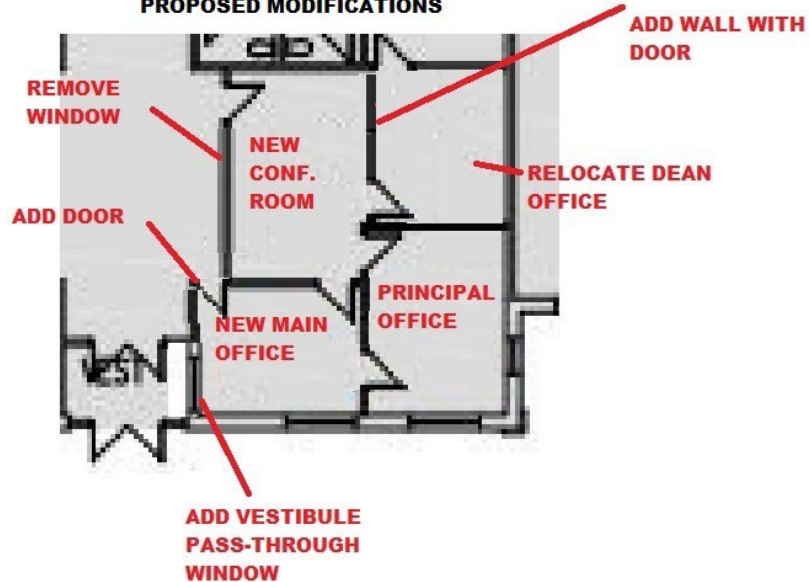 PROPOSED MODIFICATIONS
ADD WALL WITH
DOOR
REMOVE
WINDOW
NEW
CONF.
ROOM
RELOCATE DEAN
OFFICE
ADD DOOR
PRINCIPAL
OFFICE
NEW MAIN
OFFICE
VEST
ADD VESTIBULE
PASS-THROUGH
WINDOW